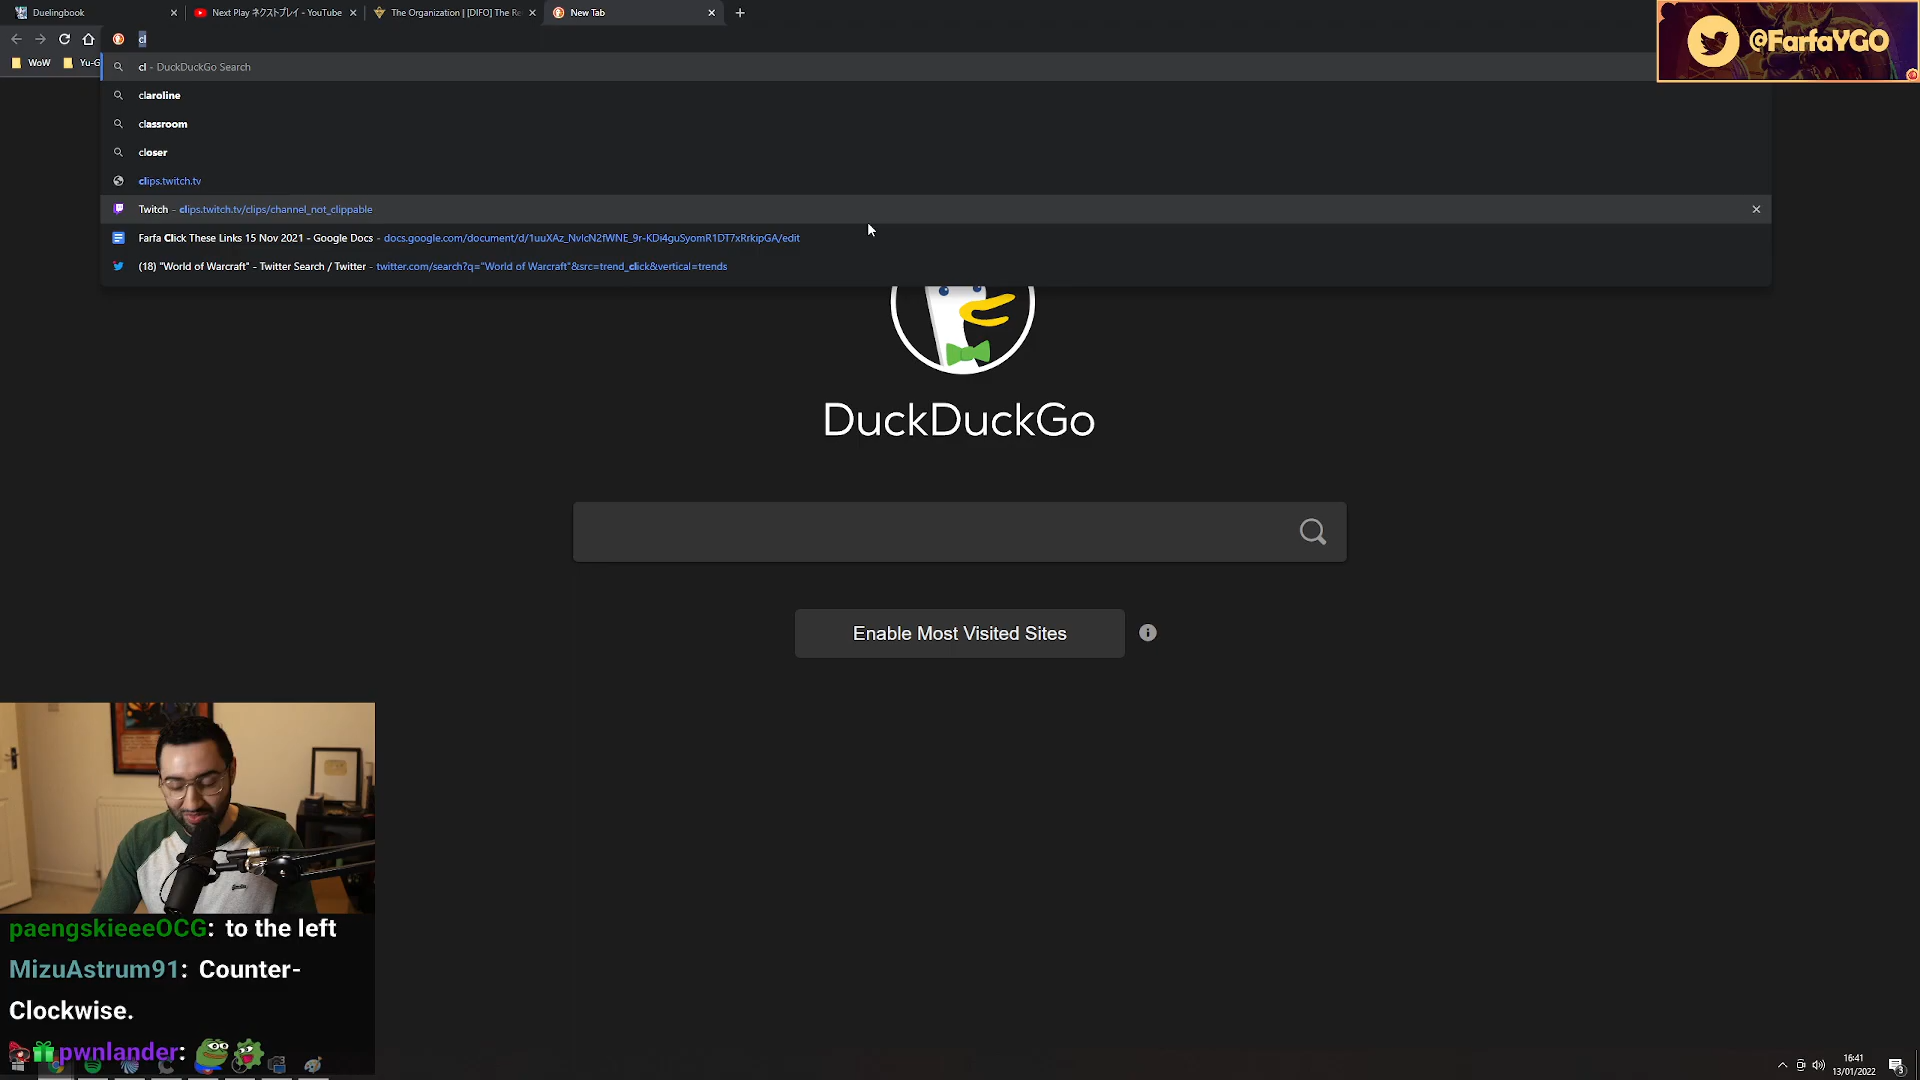 Duelingbook
Next Play ネクストプレイ - YouTube
The Organization | [DIFO] The Re
New Tab
cl
WoW
Yu-G
cl - DuckDuckGo Search
claroline
classroom
closer
clips.twitch.tv
Twitch - clips.twitch.tv/clips/channel_not_clippable
Farfa Click These Links 15 Nov 2021 - Google Docs - docs.google.com/document/d/1uuXAz_NvIcN2fWNE_9r-KDi4guSyomR1DT7xRrkipGA/edit
(18) "World of Warcraft" - Twitter Search / Twitter - twitter.com/search?q="World of Warcraft"&src=trend_click&vertical=trends
@FarfaYGO
DuckDuckGo
Enable Most Visited Sites
paengskieeeOCG: to the left
MizuAstrum91: Counter-
Clockwise.
pwnlander:
16:41
13/01/2022
3